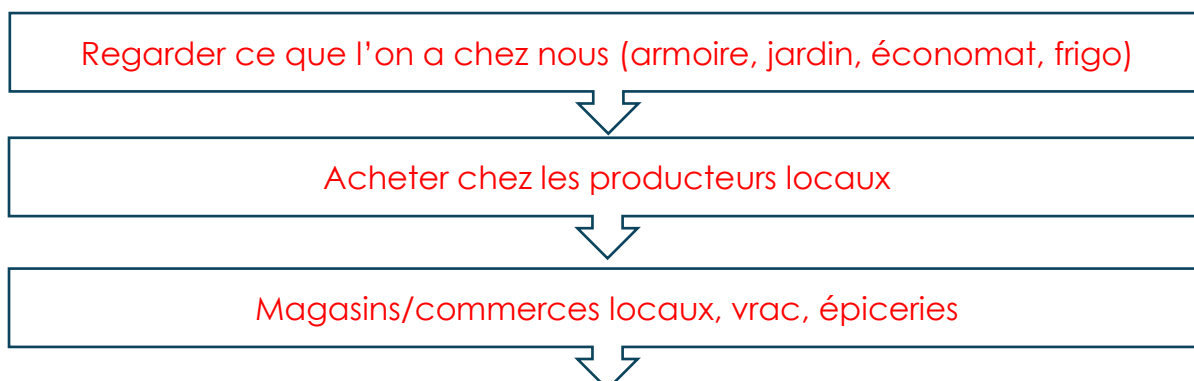 Regarder ce que l’on a chez nous (armoire, jardin, économat, frigo)
Acheter chez les producteurs locaux
Magasins/commerces locaux, vrac, épiceries